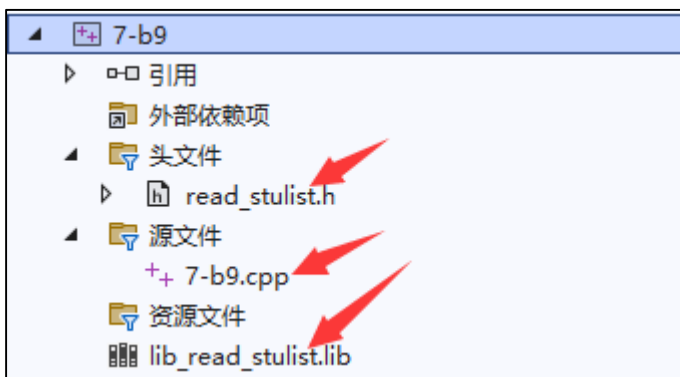 7-b9
引用
外部依赖项
头文件
read_stulist.h
源文件
7-b9.cpp
资源文件
lib_read_stulist.lib